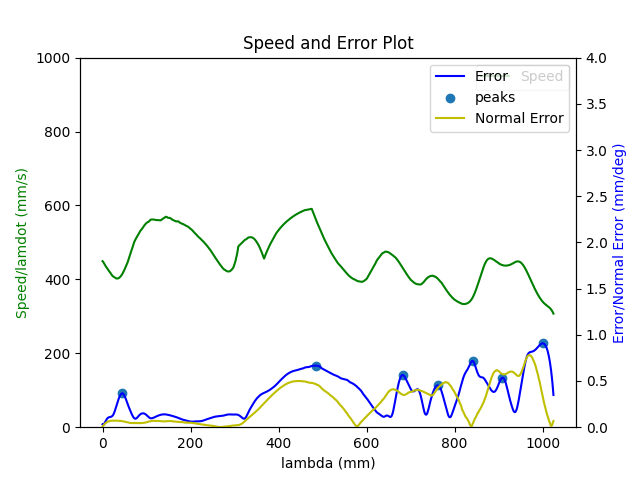 Speed and Error Plot
1000
800
600
400
200
0
Speed/lamdot (mm/s)
4.0
3.5
3.0
2.5
2.0
1.5
1.0
0.5
0.0
Error/Normal Error (mm/deg)
Error
Speed
peaks
Normal Error
0 200 400 600 800 1000
lambda (mm)